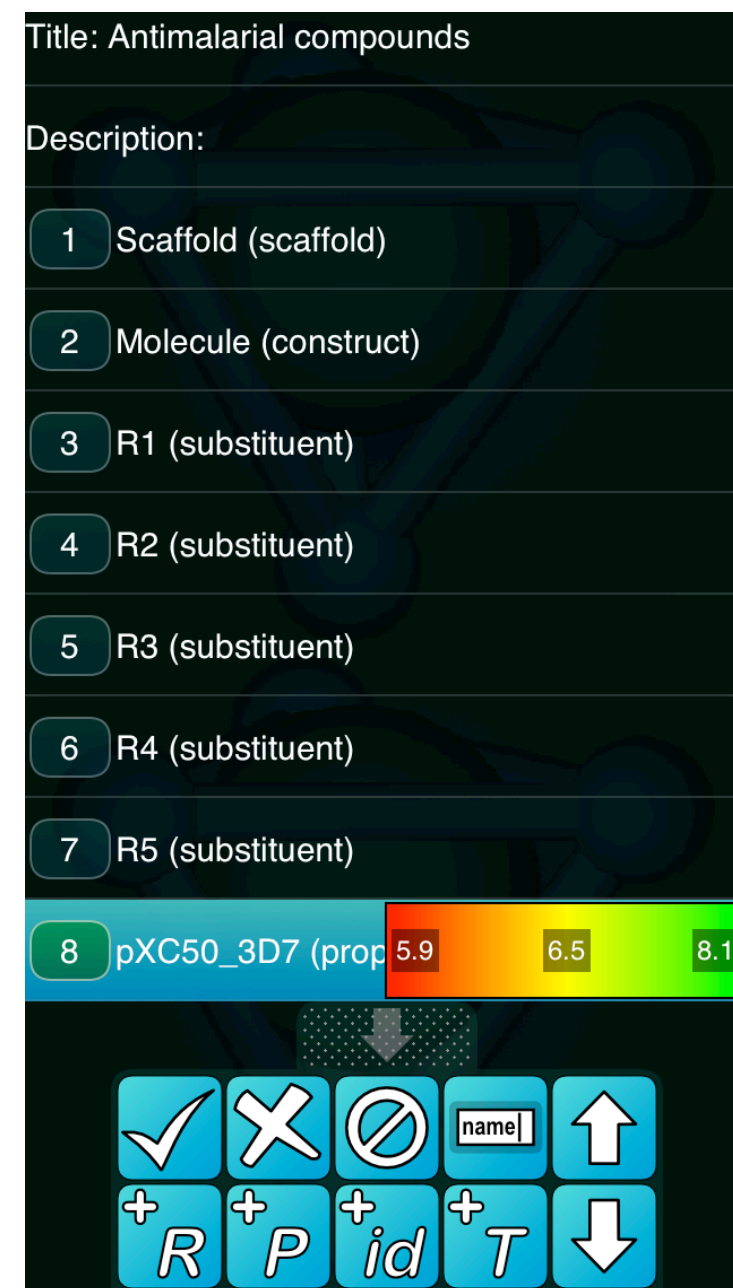 Title: Antimalarial compounds
Description:
1 Scaffold (scaffold)
2 Molecule (construct)
3 R1 (substituent)
4 R2 (substituent)
5 R3 (substituent)
6 R4 (substituent)
7 R5 (substituent)
8 pXC50_3D7 (prop 5.9 6.5 8.1
name
+R +P +id +T